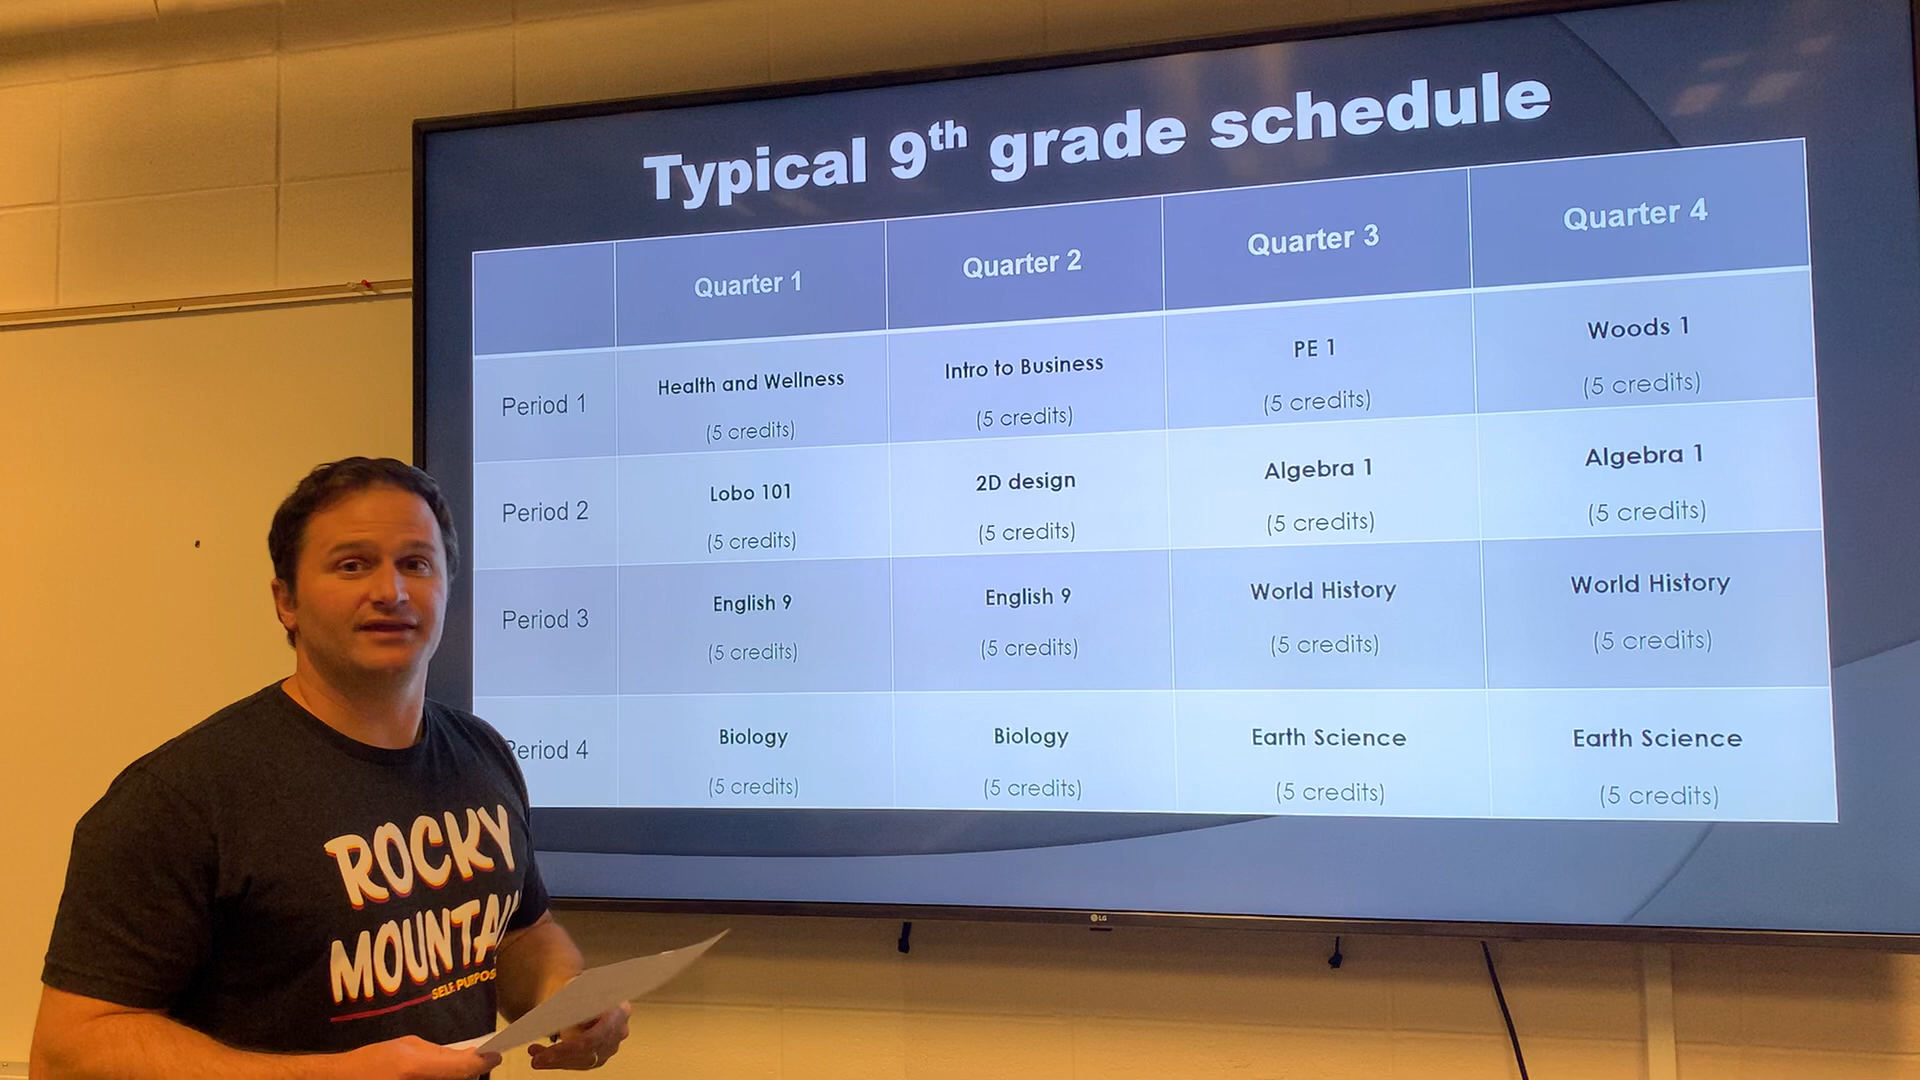 Typical 9th grade schedule
Quarter 1 Quarter 2 Quarter 3 Quarter 4
Period 1
Health and Wellness
(5 credits)
Intro to Business
(5 credits)
PE 1
(5 credits)
Woods 1
(5 credits)
Period 2
Lobo 101
(5 credits)
2D design
(5 credits)
Algebra 1
(5 credits)
Algebra 1
(5 credits)
Period 3
English 9
(5 credits)
English 9
(5 credits)
World History
(5 credits)
World History
(5 credits)
Period 4
Biology
(5 credits)
Biology
(5 credits)
Earth Science
(5 credits)
Earth Science
(5 credits)
LG
ROCKY
MOUNTAI
SELF PURPOS